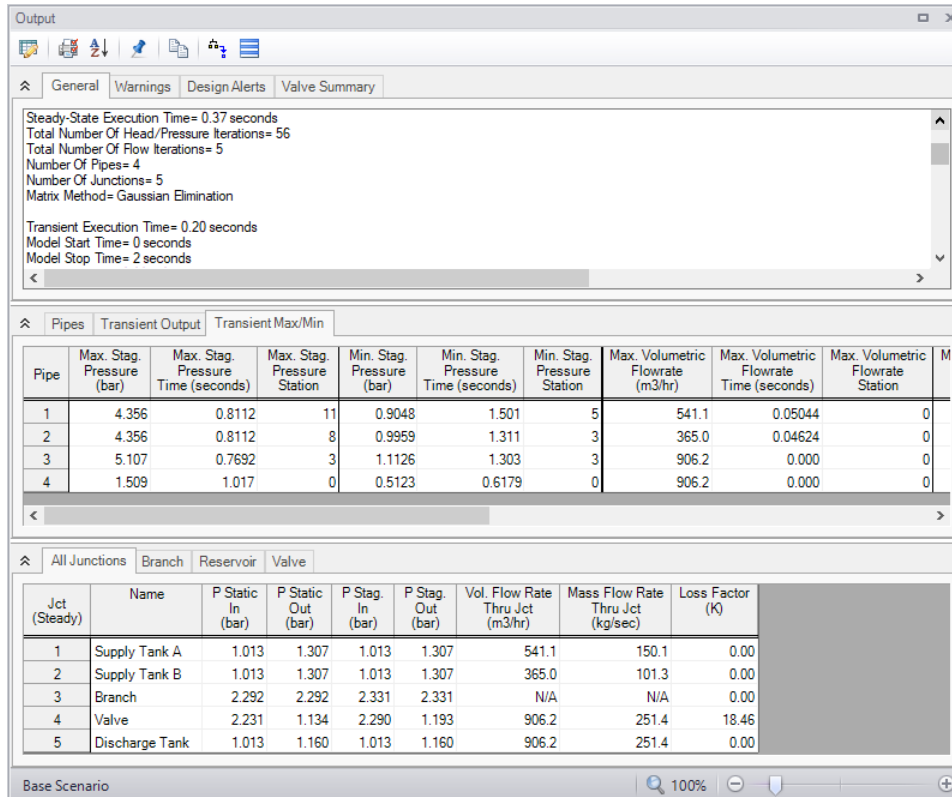 Output
General Warnings Design Alerts Valve Summary
Steady-State Execution Time= 0.37 seconds
Total Number Of Head/Pressure Iterations= 56
Total Number Of Flow Iterations= 5
Number Of Pipes= 4
Number Of Junctions= 5
Matrix Method= Gaussian Elimination
Transient Execution Time= 0.20 seconds
Model Start Time= 0 seconds
Model Stop Time= 2 seconds
Pipes Transient Output Transient Max/Min
Pipe Max. Stag. Pressure (bar) Max. Stag. Pressure Time (seconds) Max. Stag. Pressure Station Min. Stag. Pressure (bar) Min. Stag. Pressure Time (seconds) Min. Stag. Pressure Station Max. Volumetric Flowrate (m3/hr) Max. Volumetric Flowrate Time (seconds) Max. Volumetric Flowrate Station M
1 4.356 0.8112 11 0.9048 1.501 5 541.1 0.05044 0
2 4.356 0.8112 8 0.9959 1.311 3 365.0 0.04624 0
3 5.107 0.7692 3 1.1126 1.303 3 906.2 0.000 0
4 1.509 1.017 0 0.5123 0.6179 0 906.2 0.000 0
All Junctions Branch Reservoir Valve
Jct (Steady) Name P Static In (bar) P Static Out (bar) P Stag. In (bar) P Stag. Out (bar) Vol. Flow Rate Thru Jct (m3/hr) Mass Flow Rate Thru Jct (kg/sec) Loss Factor (K)
1 Supply Tank A 1.013 1.307 1.013 1.307 541.1 150.1 0.00
2 Supply Tank B 1.013 1.307 1.013 1.307 365.0 101.3 0.00
3 Branch 2.292 2.292 2.331 2.331 N/A N/A 0.00
4 Valve 2.231 1.134 2.290 1.193 906.2 251.4 18.46
5 Discharge Tank 1.013 1.160 1.013 1.160 906.2 251.4 0.00
Base Scenario 100%